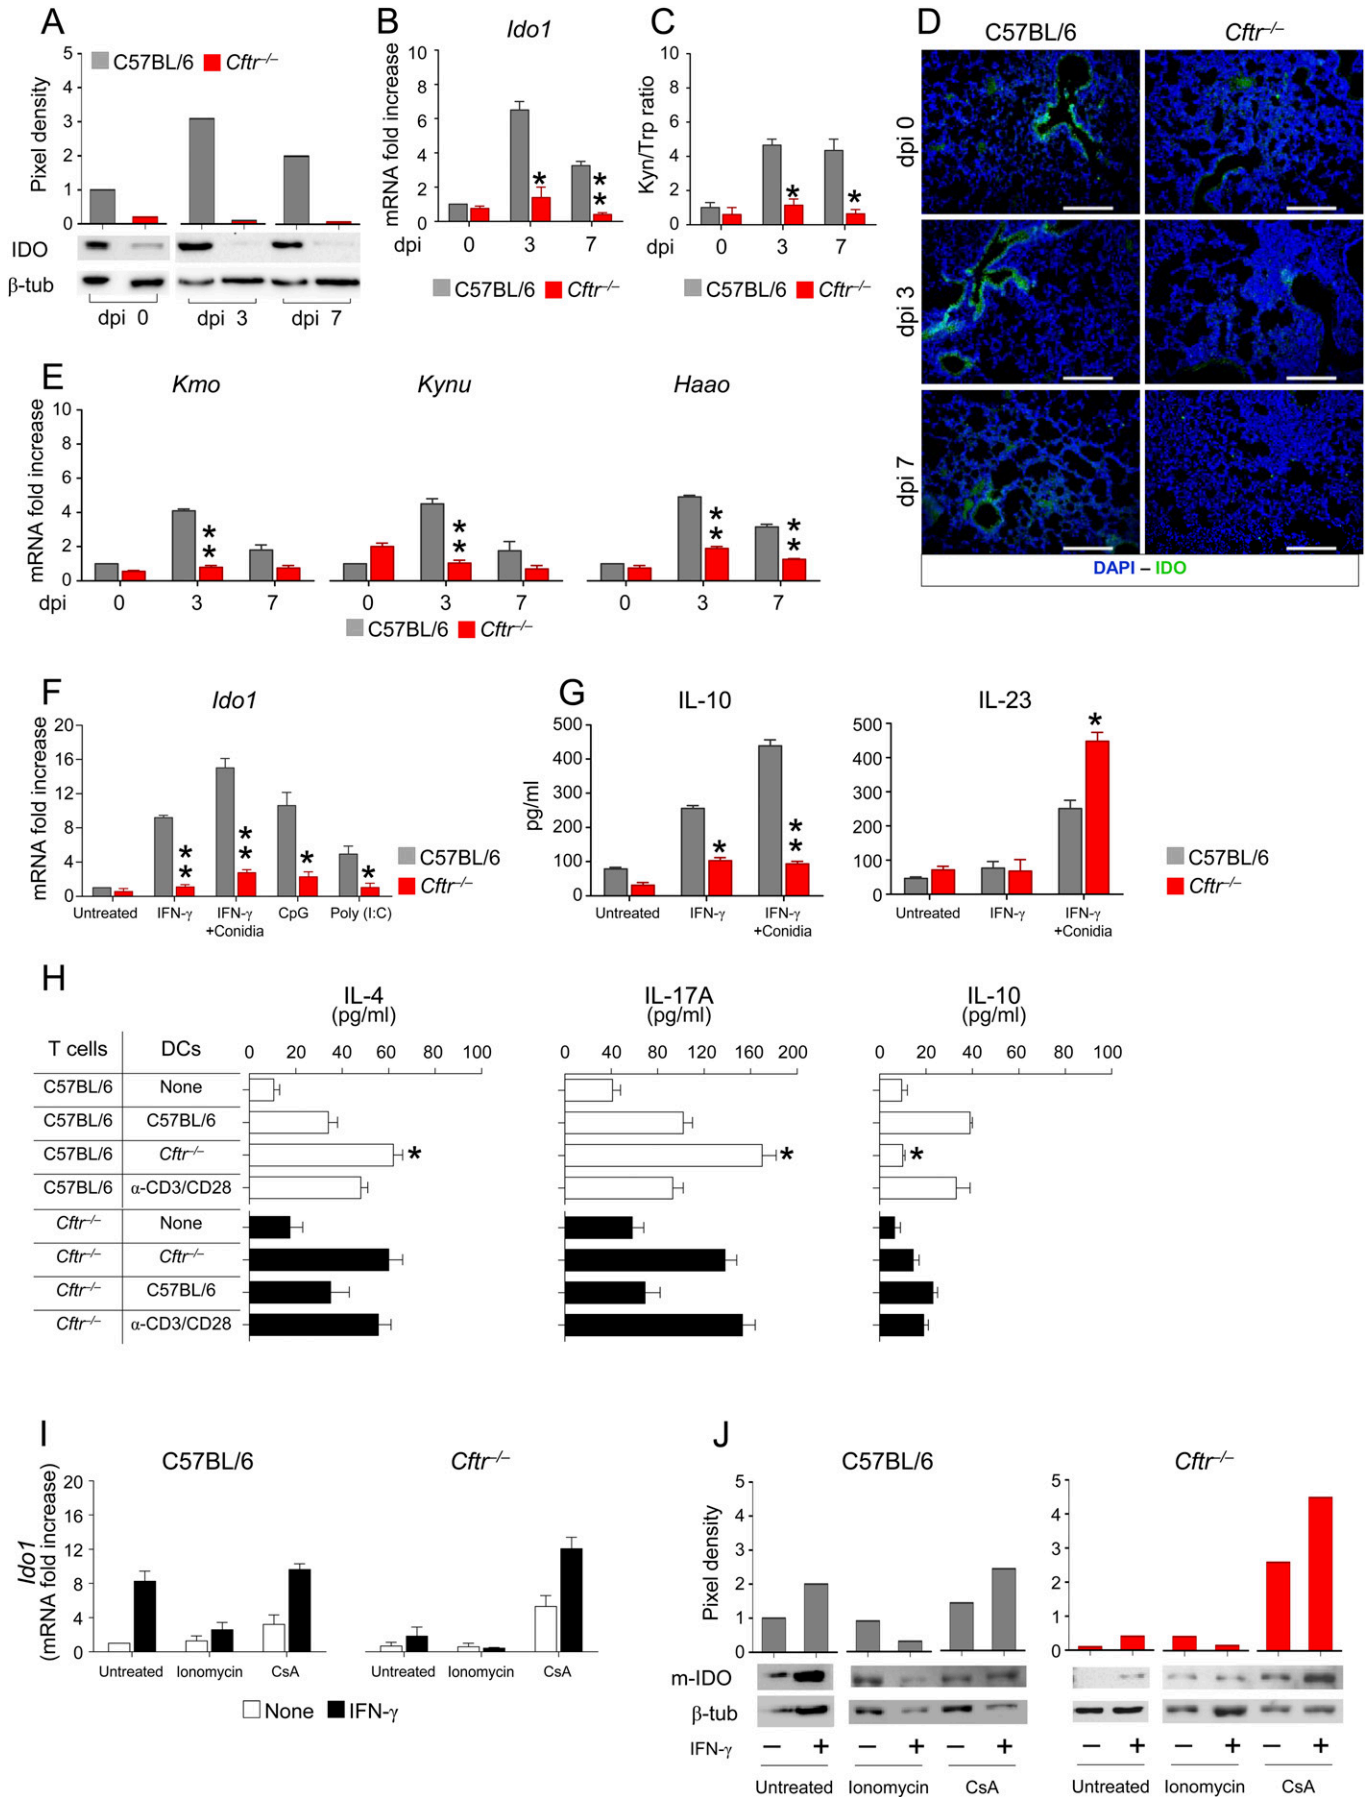 A
C57BL/6 Cftr–/–
Pixel density
5
4
3
2
1
0
IDO
β-tub
dpi 0
dpi 3
dpi 7
B
Ido1
mRNA fold increase
10
8
6
4
2
0
*
*
*
dpi 0 3 7
C57BL/6 Cftr–/–
C
Kyn/Trp ratio
10
8
6
4
2
0
*
*
dpi 0 3 7
C57BL/6 Cftr–/–
D
C57BL/6 Cftr–/–
dpi 0
dpi 3
dpi 7
DAPI – IDO
E
Kmo Kynu Haao
mRNA fold increase
10
8
6
4
2
0
* * * *
* * * *
dpi 0 3 7 0 3 7 0 3 7
C57BL/6 Cftr–/–
F
Ido1
mRNA fold increase
20
16
12
8
4
0
* *
* * * *
Untreated IFN-γ IFN-γ CpG Poly (I:C)
+Conidia
C57BL/6
Cftr–/–
G
IL-10
pg/ml
500
400
300
200
100
0
*
* *
Untreated IFN-γ IFN-γ
+Conidia
IL-23
500
400
300
200
100
0
*
Untreated IFN-γ IFN-γ
+Conidia
C57BL/6
Cftr–/–
H
IL-4 IL-17A IL-10
(pg/ml) (pg/ml) (pg/ml)
T cells DCs 0 20 40 60 80 100 0 40 80 120 160 200 0 20 40 60 80 100
C57BL/6 None
C57BL/6 C57BL/6
C57BL/6 Cftr–/– * * *
C57BL/6 α-CD3/CD28
Cftr–/– None
Cftr–/– Cftr–/–
Cftr–/– C57BL/6
Cftr–/– α-CD3/CD28
I
C57BL/6 Cftr–/–
Ido1
(mRNA fold increase)
20
16
12
8
4
0
Untreated Ionomycin CsA Untreated Ionomycin CsA
None IFN-γ
J
C57BL/6 Cftr–/–
Pixel density
5
4
3
2
1
0
5
4
3
2
1
0
m-IDO
β-tub
IFN-γ – + – + – + – + – + – +
Untreated Ionomycin CsA Untreated Ionomycin CsA